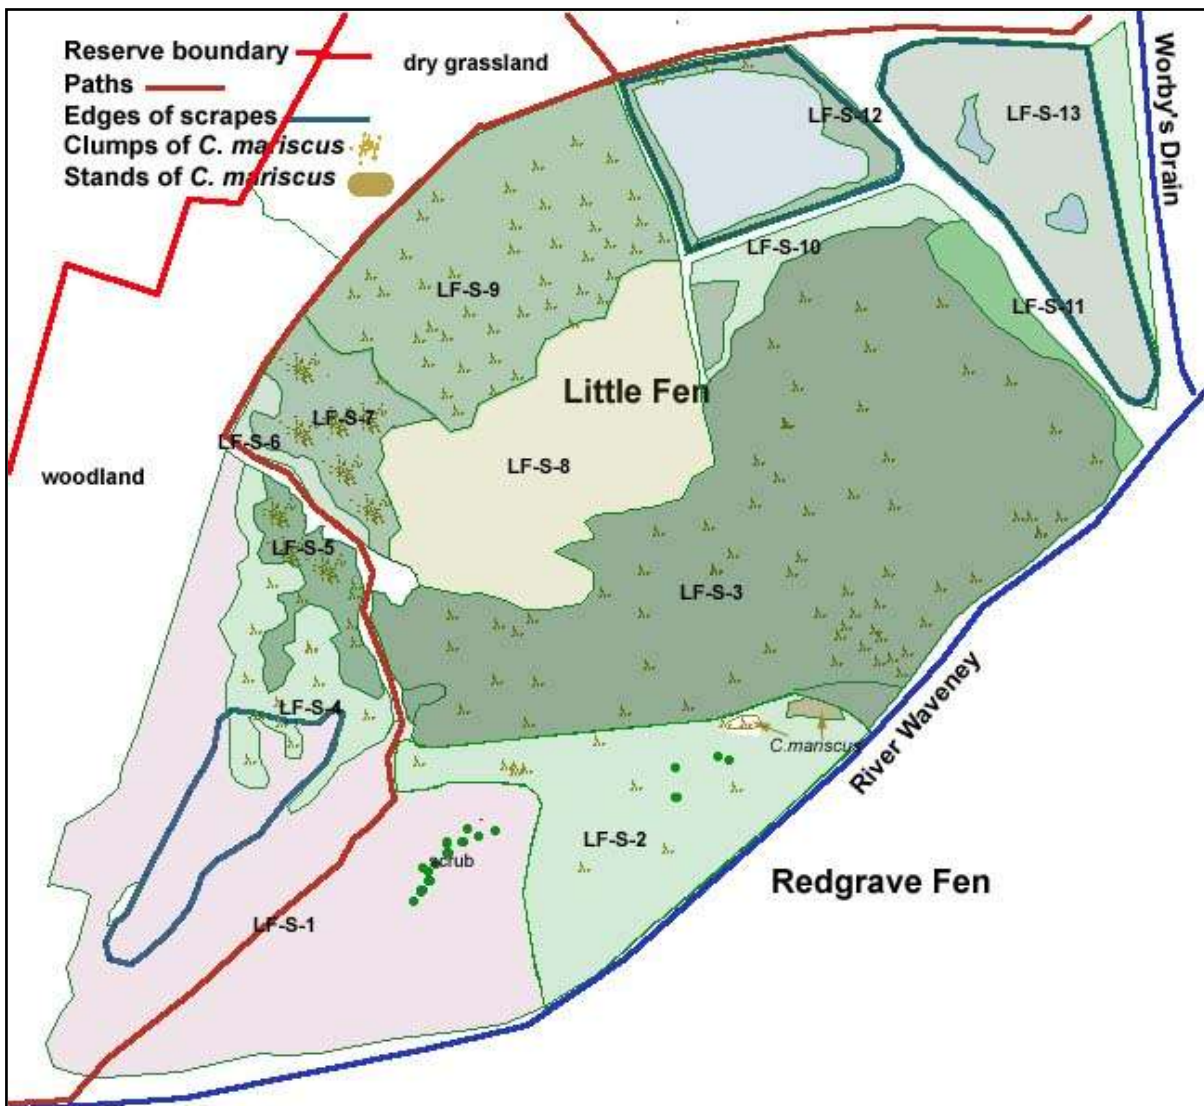 Reserve boundary
Paths
Edges of scrapes
Clumps of C. mariscus
Stands of C. mariscus
dry grassland
Worby's Drain
LF-S-12
LF-S-13
LF-S-10
LF-S-9
LF-S-11
Little Fen
LF-S-7
LF-S-6
LF-S-8
woodland
LF-S-5
LF-S-3
LF-S-4
C.mariscus
River Waveney
LF-S-2
scrub
Redgrave Fen
LF-S-1